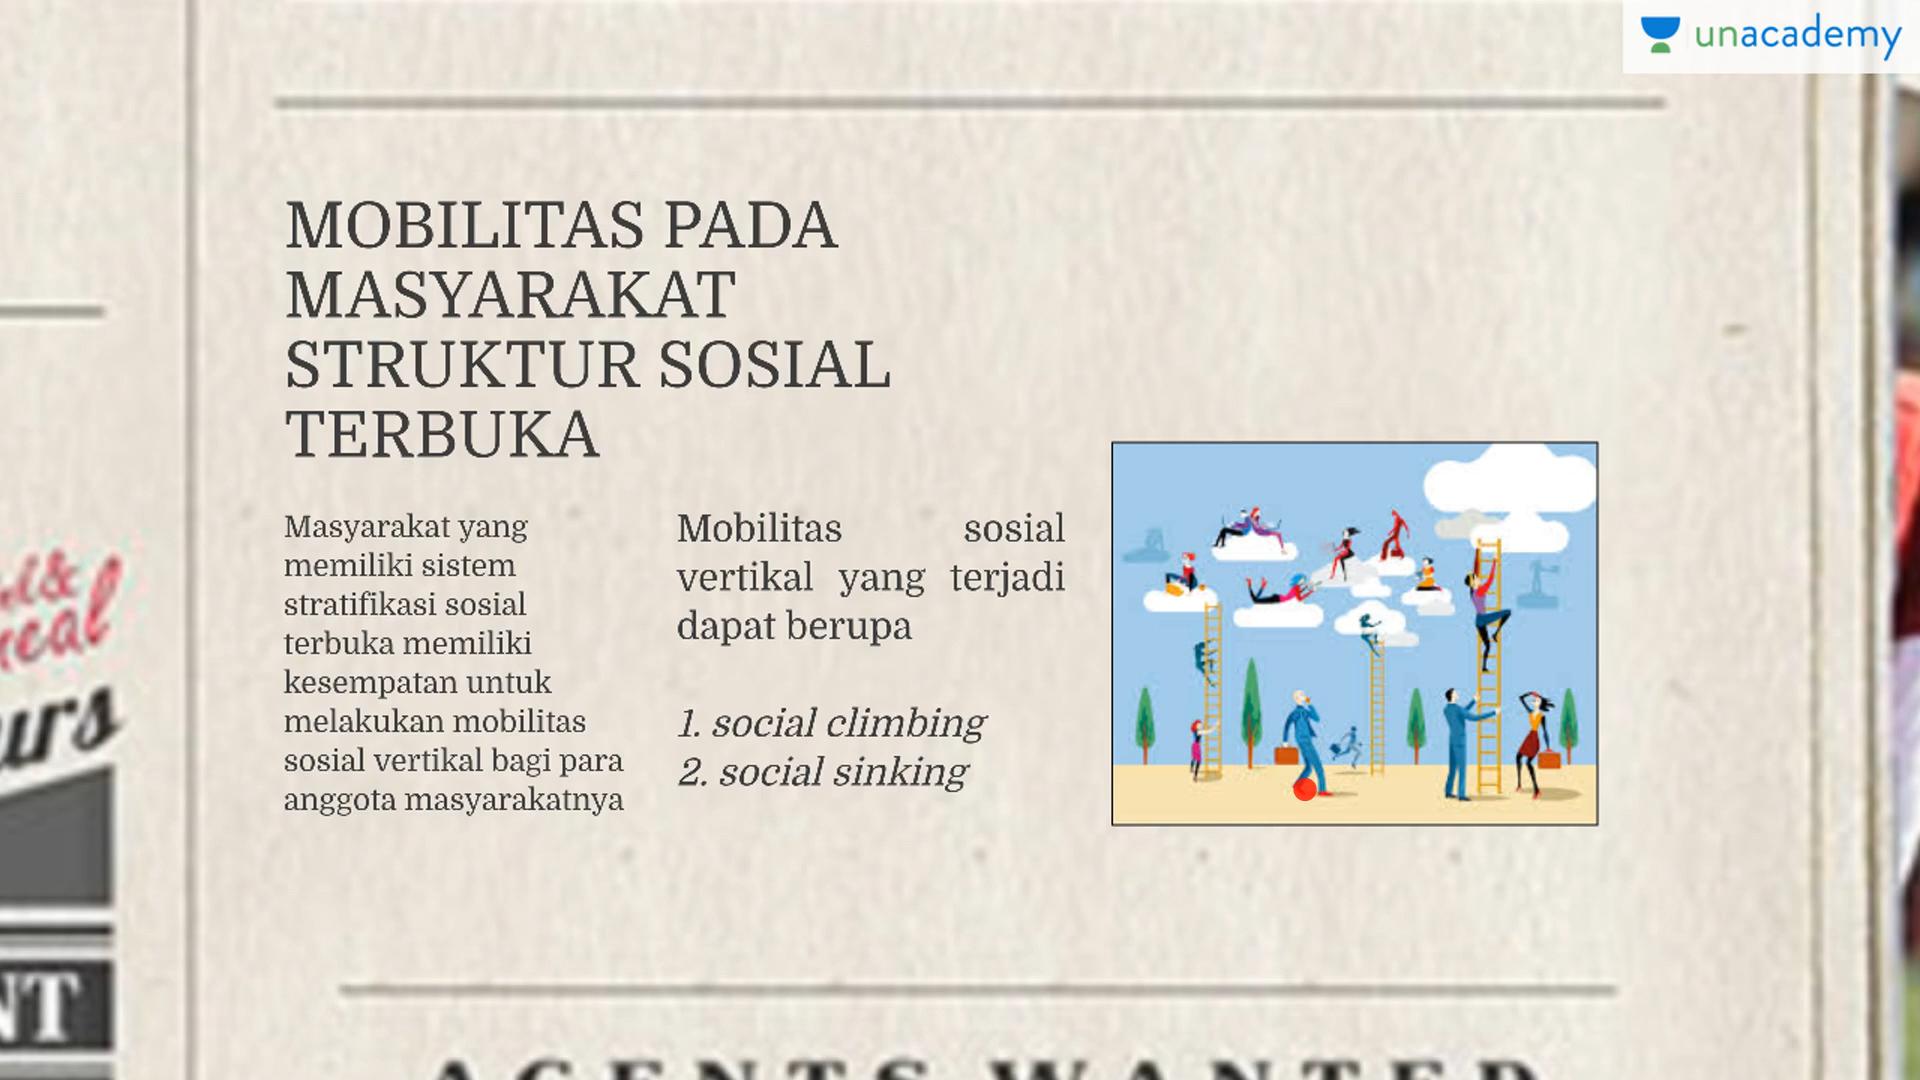 unacademy
MOBILITAS PADA
MASYARAKAT
STRUKTUR SOSIAL
TERBUKA
Masyarakat yang
memiliki sistem
stratifikasi sosial
terbuka memiliki
kesempatan untuk
melakukan mobilitas
sosial vertikal bagi para
anggota masyarakatnya
Mobilitas sosial
vertikal yang terjadi
dapat berupa
1. social climbing
2. social sinking
AGENTS WANTED